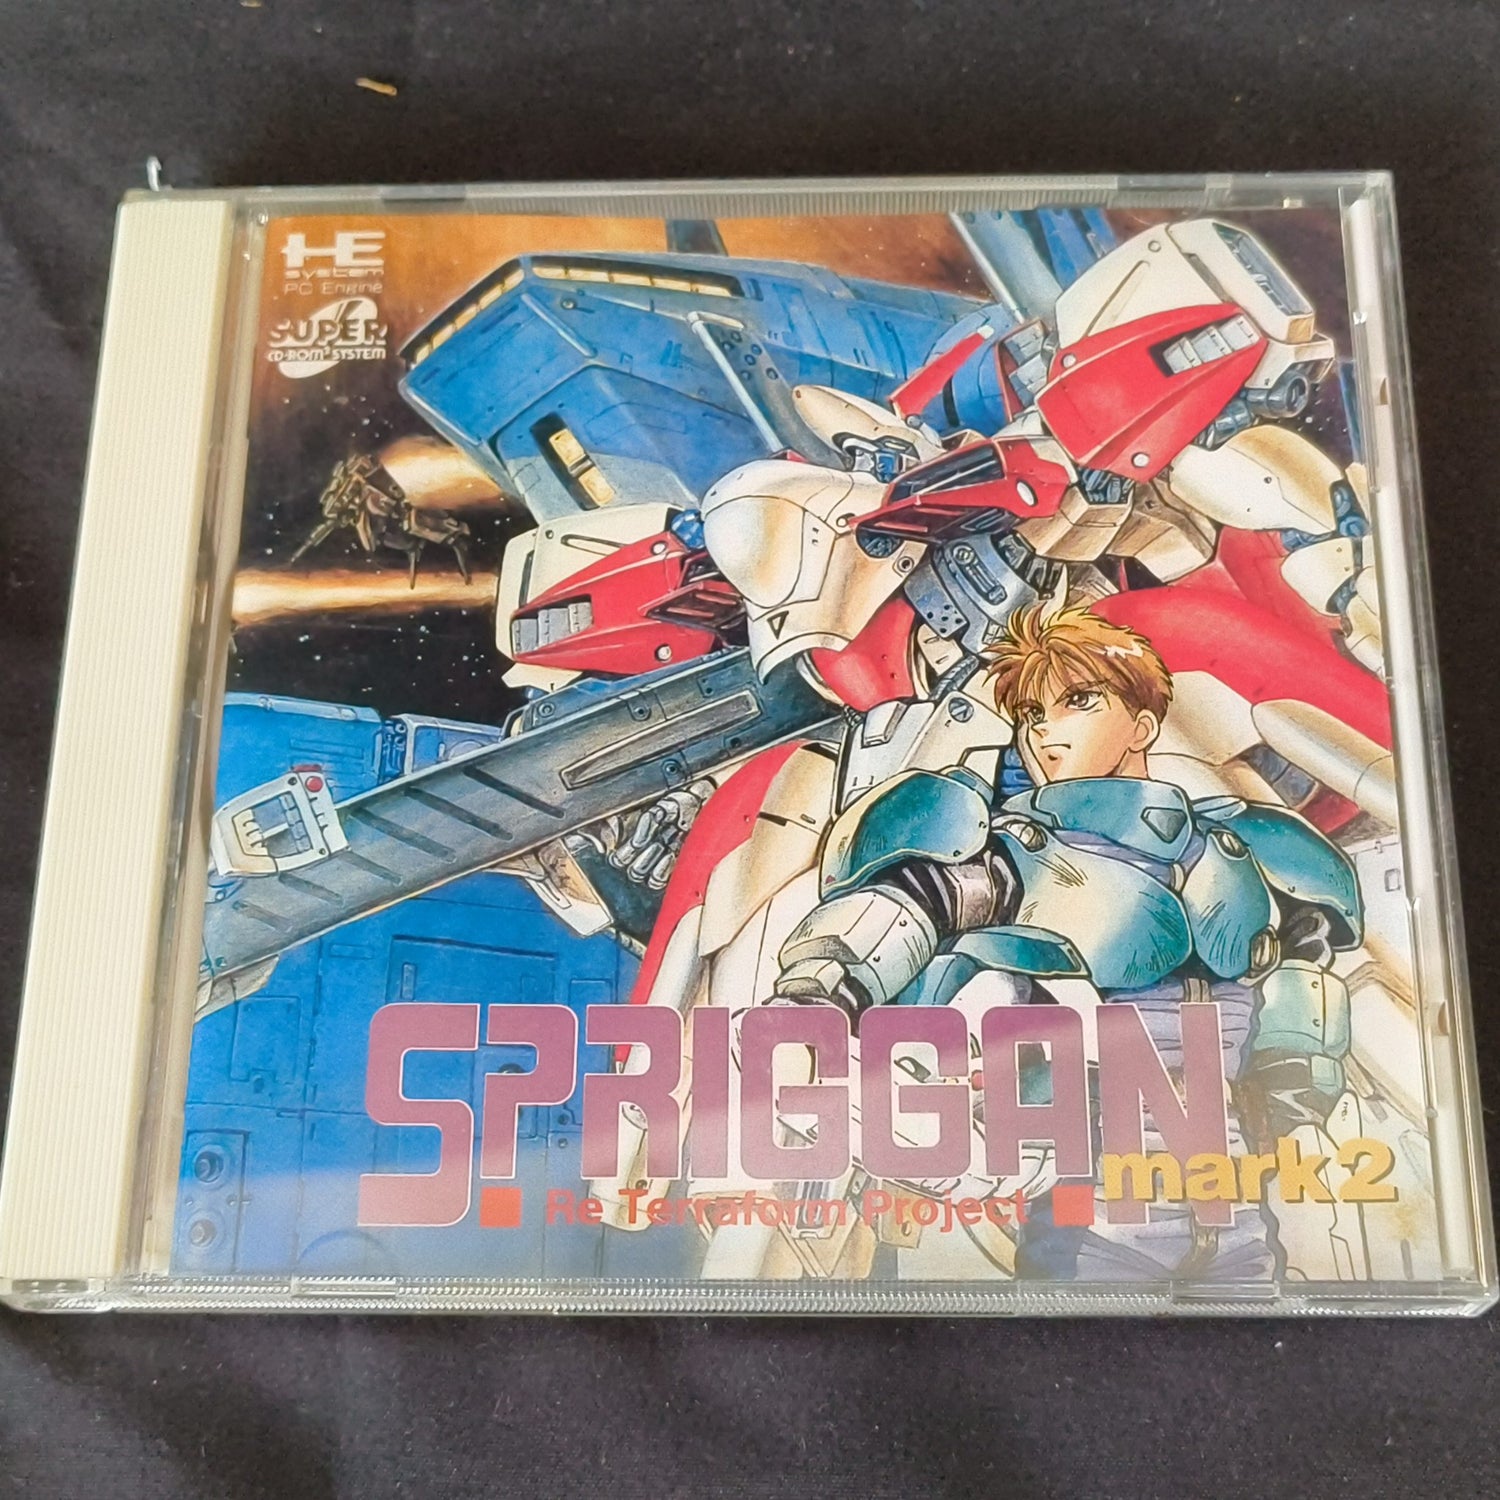 HE
system
PC Engine
SUPER
CD-ROM² SYSTEM
SPRIGGAN
mark2
Re Terraform Project